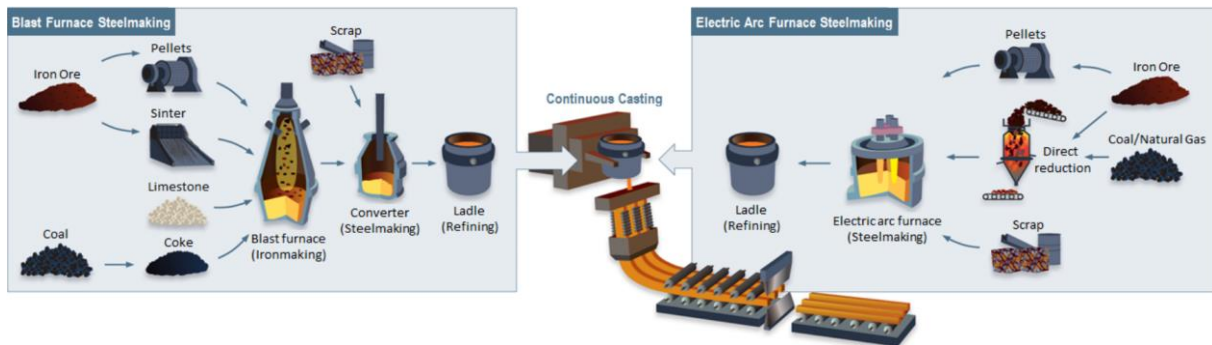 Blast Furnace Steelmaking
Pellets
Scrap
Iron Ore
Sinter
Limestone
Coal
Coke
Blast furnace
(Ironmaking)
Converter
(Steelmaking)
Ladle
(Refining)
Continuous Casting
Electric Arc Furnace Steelmaking
Pellets
Iron Ore
Coal/Natural Gas
Direct
reduction
Ladle
(Refining)
Electric arc furnace
(Steelmaking)
Scrap